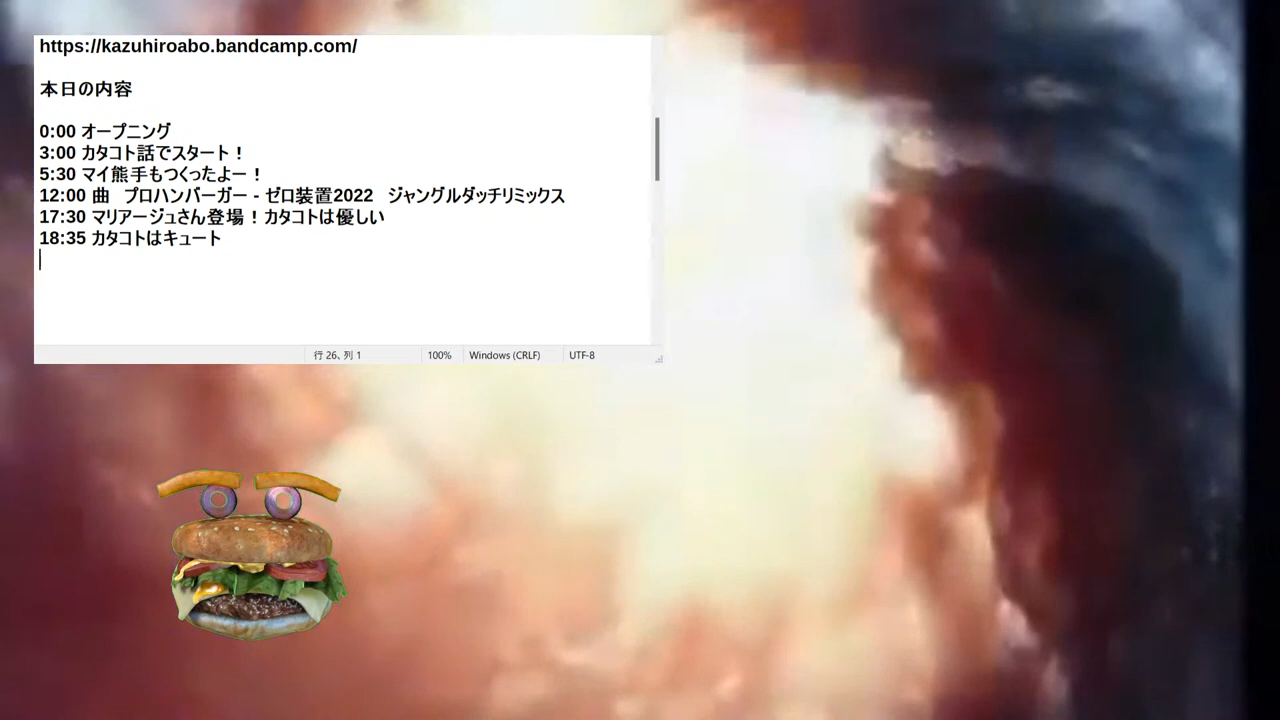 https://kazuhiroabo.bandcamp.com/
本日の内容
0:00 オープニング
3:00 カタコト話でスタート！
5:30 マイ熊手もつくったよー！
12:00 曲　プロハンバーガー - ゼロ装置2022　ジャングルダッチリミックス
17:30 マリアージュさん登場！カタコトは優しい
18:35 カタコトはキュート
行 26、列 1　100%　Windows (CRLF)　UTF-8